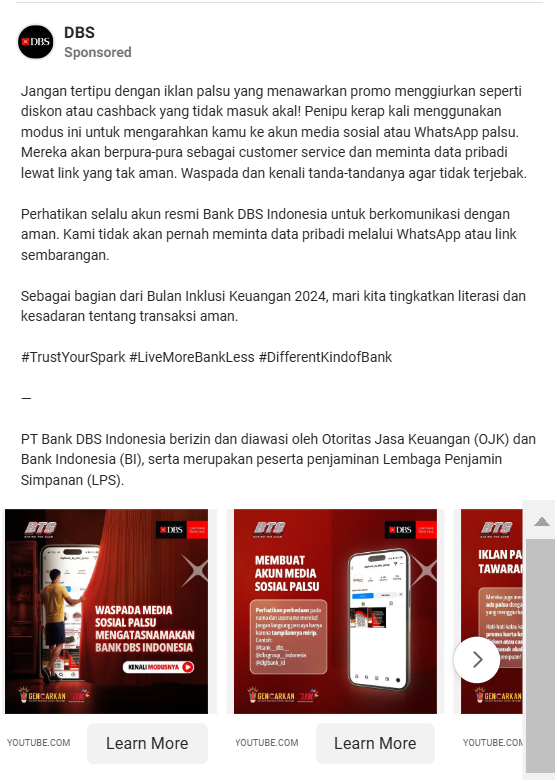 DBS
DBS
Sponsored
Jangan tertipu dengan iklan palsu yang menawarkan promo menggiurkan seperti
diskon atau cashback yang tidak masuk akal! Penipu kerap kali menggunakan
modus ini untuk mengarahkan kamu ke akun media sosial atau WhatsApp palsu.
Mereka akan berpura-pura sebagai customer service dan meminta data pribadi
lewat link yang tak aman. Waspada dan kenali tanda-tandanya agar tidak terjebak.
Perhatikan selalu akun resmi Bank DBS Indonesia untuk berkomunikasi dengan
aman. Kami tidak akan pernah meminta data pribadi melalui WhatsApp atau link
sembarangan.
Sebagai bagian dari Bulan Inklusi Keuangan 2024, mari kita tingkatkan literasi dan
kesadaran tentang transaksi aman.
#TrustYourSpark #LiveMoreBankLess #DifferentKindofBank
—
PT Bank DBS Indonesia berizin dan diawasi oleh Otoritas Jasa Keuangan (OJK) dan
Bank Indonesia (BI), serta merupakan peserta penjaminan Lembaga Penjamin
Simpanan (LPS).
BTS
DBS
WASPADA MEDIA
SOSIAL PALSU
MENGATASNAMAKAN
BANK DBS INDONESIA
KENALI MODUSNYA
GENCARKAN
YOUTUBE.COM
Learn More
BTS
DBS
MEMBUAT
AKUN MEDIA
SOSIAL PALSU
Perhatikan perbedaan pada
nama dan username mereka!
Jangan langsung percaya hanya
karena tampilannya mirip.
Contoh:
@bank__dbs__
@dbsgroup__indonesia
@digibank_id
GENCARKAN
YOUTUBE.COM
Learn More
BTS
IKLAN PA
TAWARAN
Mereka juga
ads palsu
GENCARKAN
YOUTUBE.COM